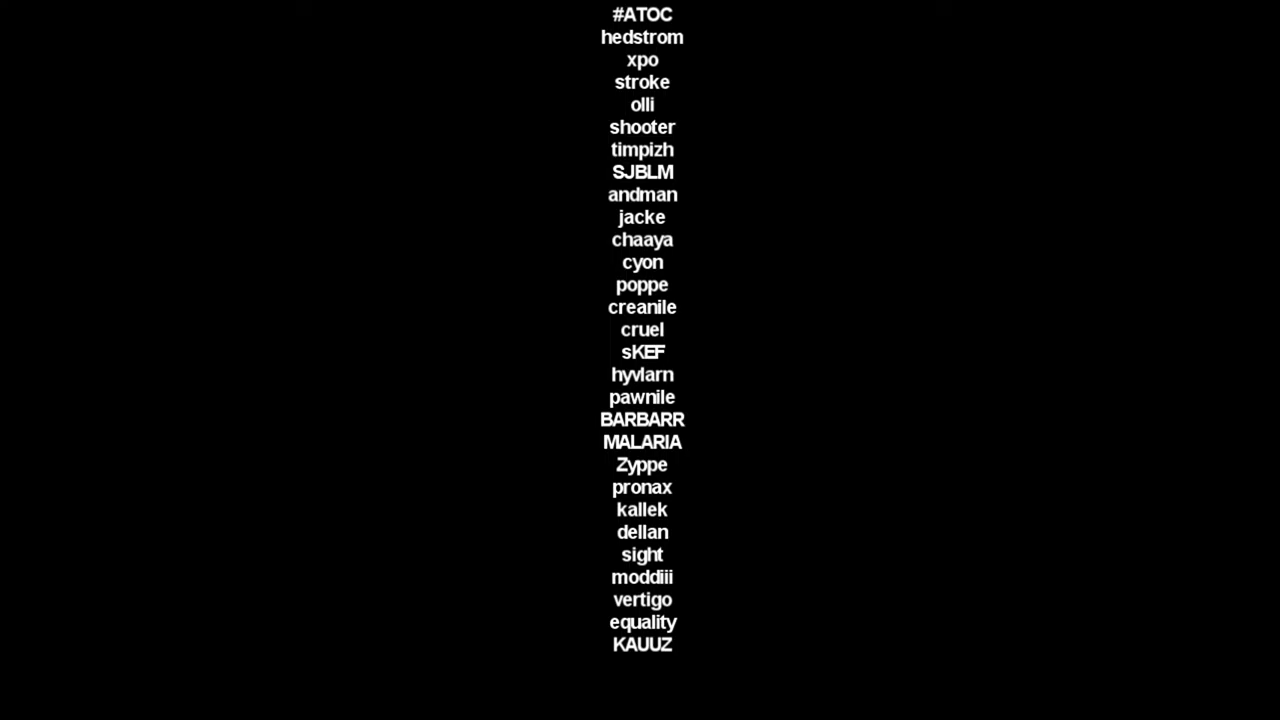 #ATOC
hedstrom
xpo
stroke
olli
shooter
timpizh
SJBLM
andman
jacke
chaaya
cyon
poppe
creanile
cruel
sKEF
hyvlarn
pawnile
BARBARR
MALARIA
Zyppe
pronax
kallek
dellan
sight
moddiii
vertigo
equality
KAUUZ